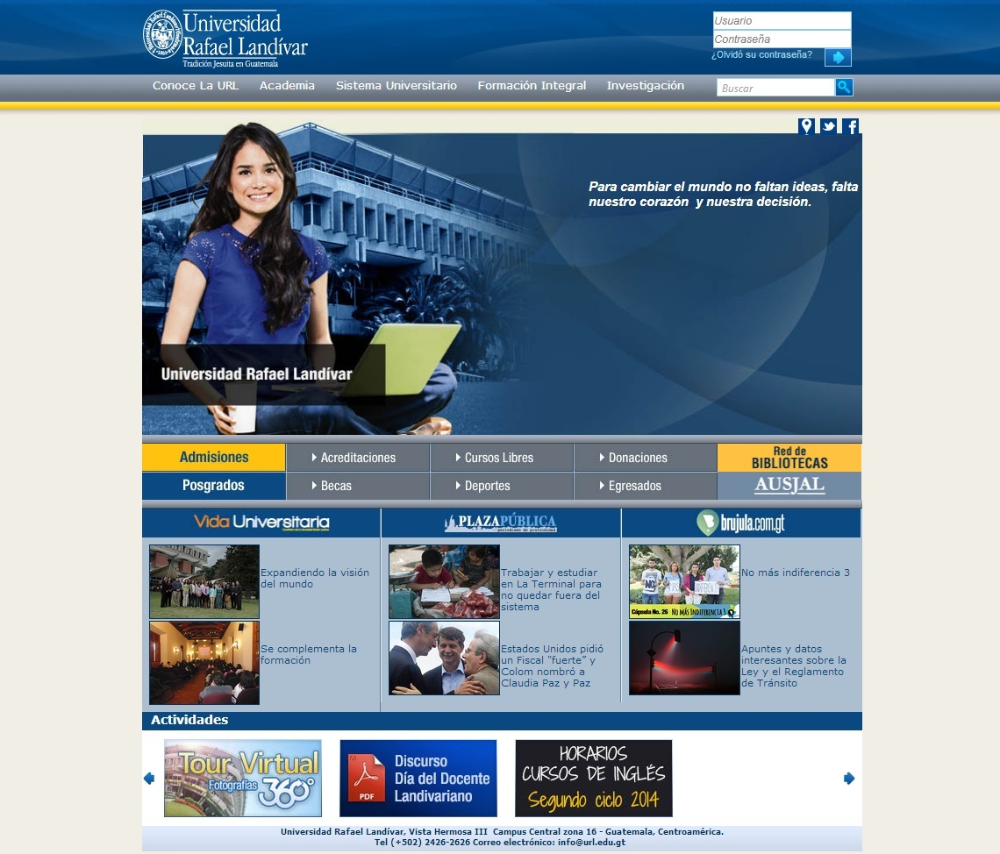 Universidad
Rafael Landívar
Tradición Jesuita en Guatemala
Usuario
Contraseña
¿Olvidó su contraseña?
Conoce La URL
Academia
Sistema Universitario
Formación Integral
Investigación
Buscar
Para cambiar el mundo no faltan ideas, falta
nuestro corazón y nuestra decisión.
Universidad Rafael Landívar
Admisiones
Acreditaciones
Cursos Libres
Donaciones
Red de
BIBLIOTECAS
Posgrados
Becas
Deportes
Egresados
AUSJAL
Vida Universitaria
PLAZAPÚBLICA
periodismo de profundidad
brujula.com.gt
Expandiendo la visión
del mundo
Se complementa la
formación
Trabajar y estudiar
en La Terminal para
no quedar fuera del
sistema
Estados Unidos pidió
un Fiscal “fuerte” y
Colom nombró a
Claudia Paz y Paz
Cápsula No. 26 NO MÁS INDIFERENCIA 3
No más indiferencia 3
Apuntes y datos
interesantes sobre la
Ley y el Reglamento
de Tránsito
Actividades
Tour Virtual
Fotografías 360°
PDF
Discurso
Día del Docente
Landivariano
HORARIOS
CURSOS DE INGLÉS
Segundo ciclo 2014
Universidad Rafael Landívar, Vista Hermosa III Campus Central zona 16 - Guatemala, Centroamérica.
Tel (+502) 2426-2626 Correo electrónico: info@url.edu.gt